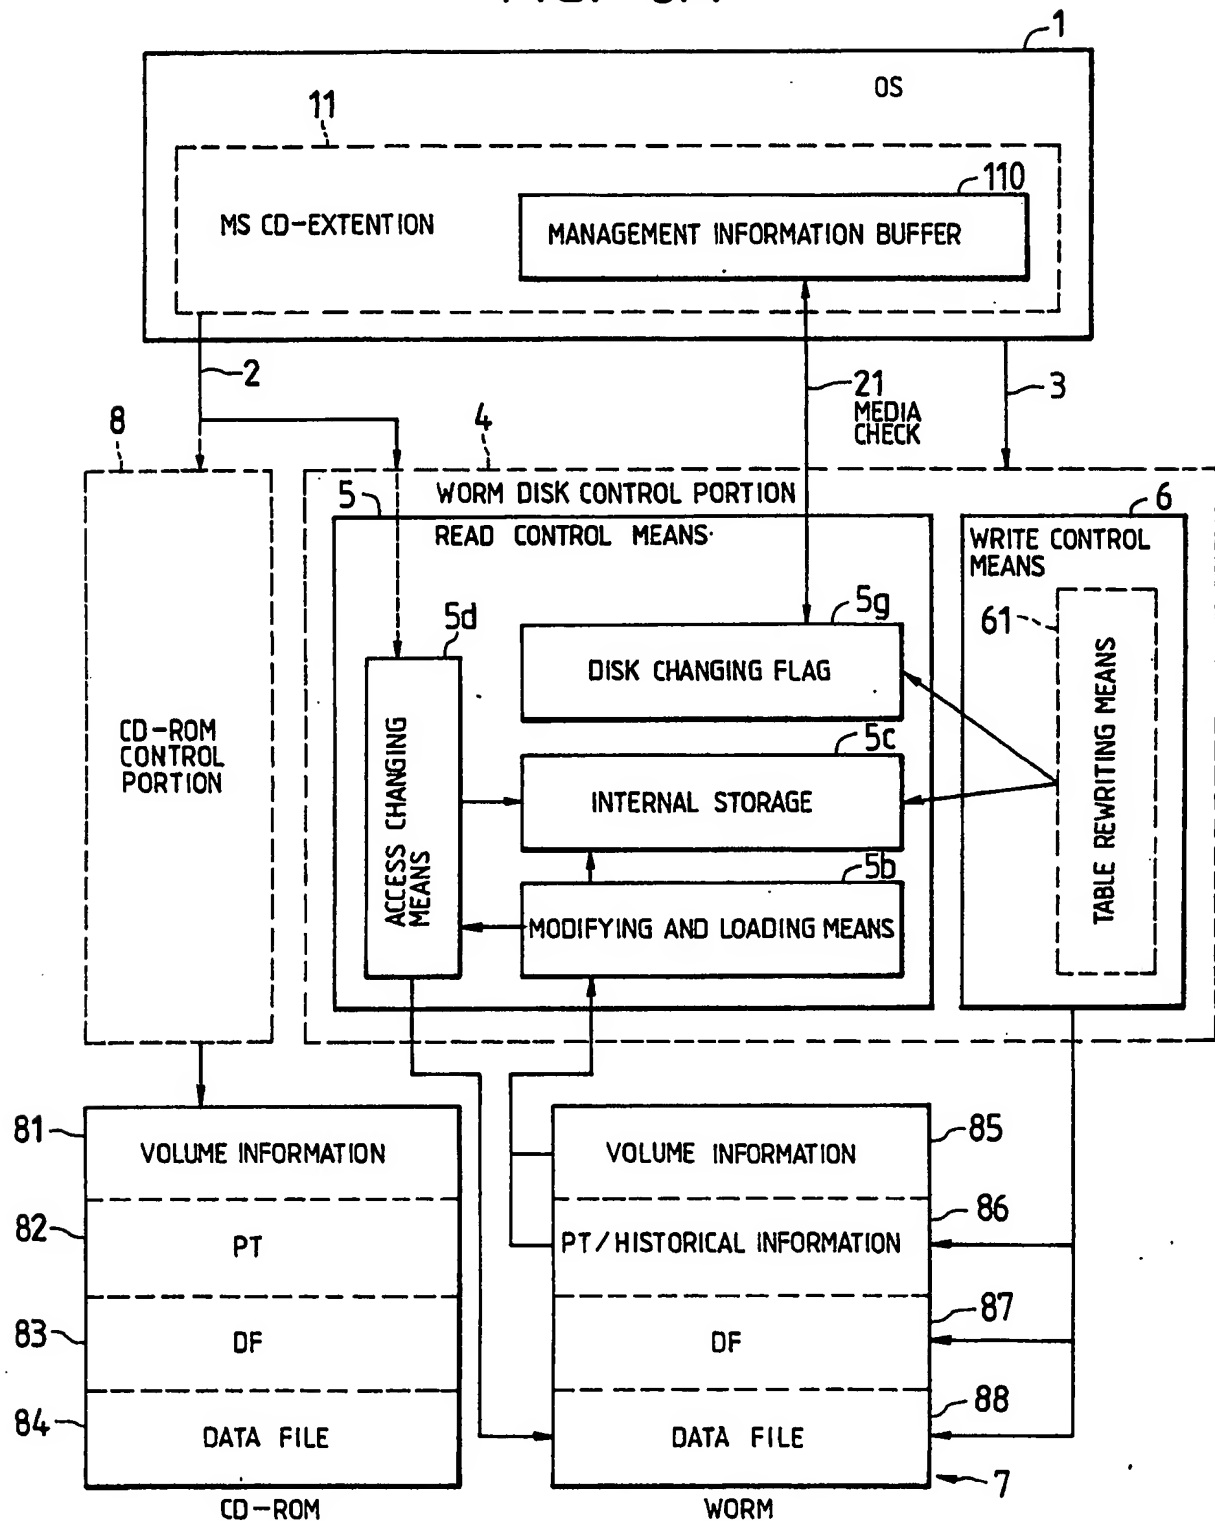 1
OS
11
110
MS CD-EXTENTION
MANAGEMENT INFORMATION BUFFER
2
21
MEDIA
CHECK
3
8
4
WORM DISK CONTROL PORTION
5
READ CONTROL MEANS
6
WRITE CONTROL
MEANS
5d
5g
61
DISK CHANGING FLAG
CD-ROM
CONTROL
PORTION
ACCESS CHANGING
MEANS
5c
INTERNAL STORAGE
TABLE REWRITING MEANS
5b
MODIFYING AND LOADING MEANS
81
VOLUME INFORMATION
VOLUME INFORMATION
85
82
PT
PT/HISTORICAL INFORMATION
86
83
DF
DF
87
84
DATA FILE
DATA FILE
88
7
CD-ROM
WORM